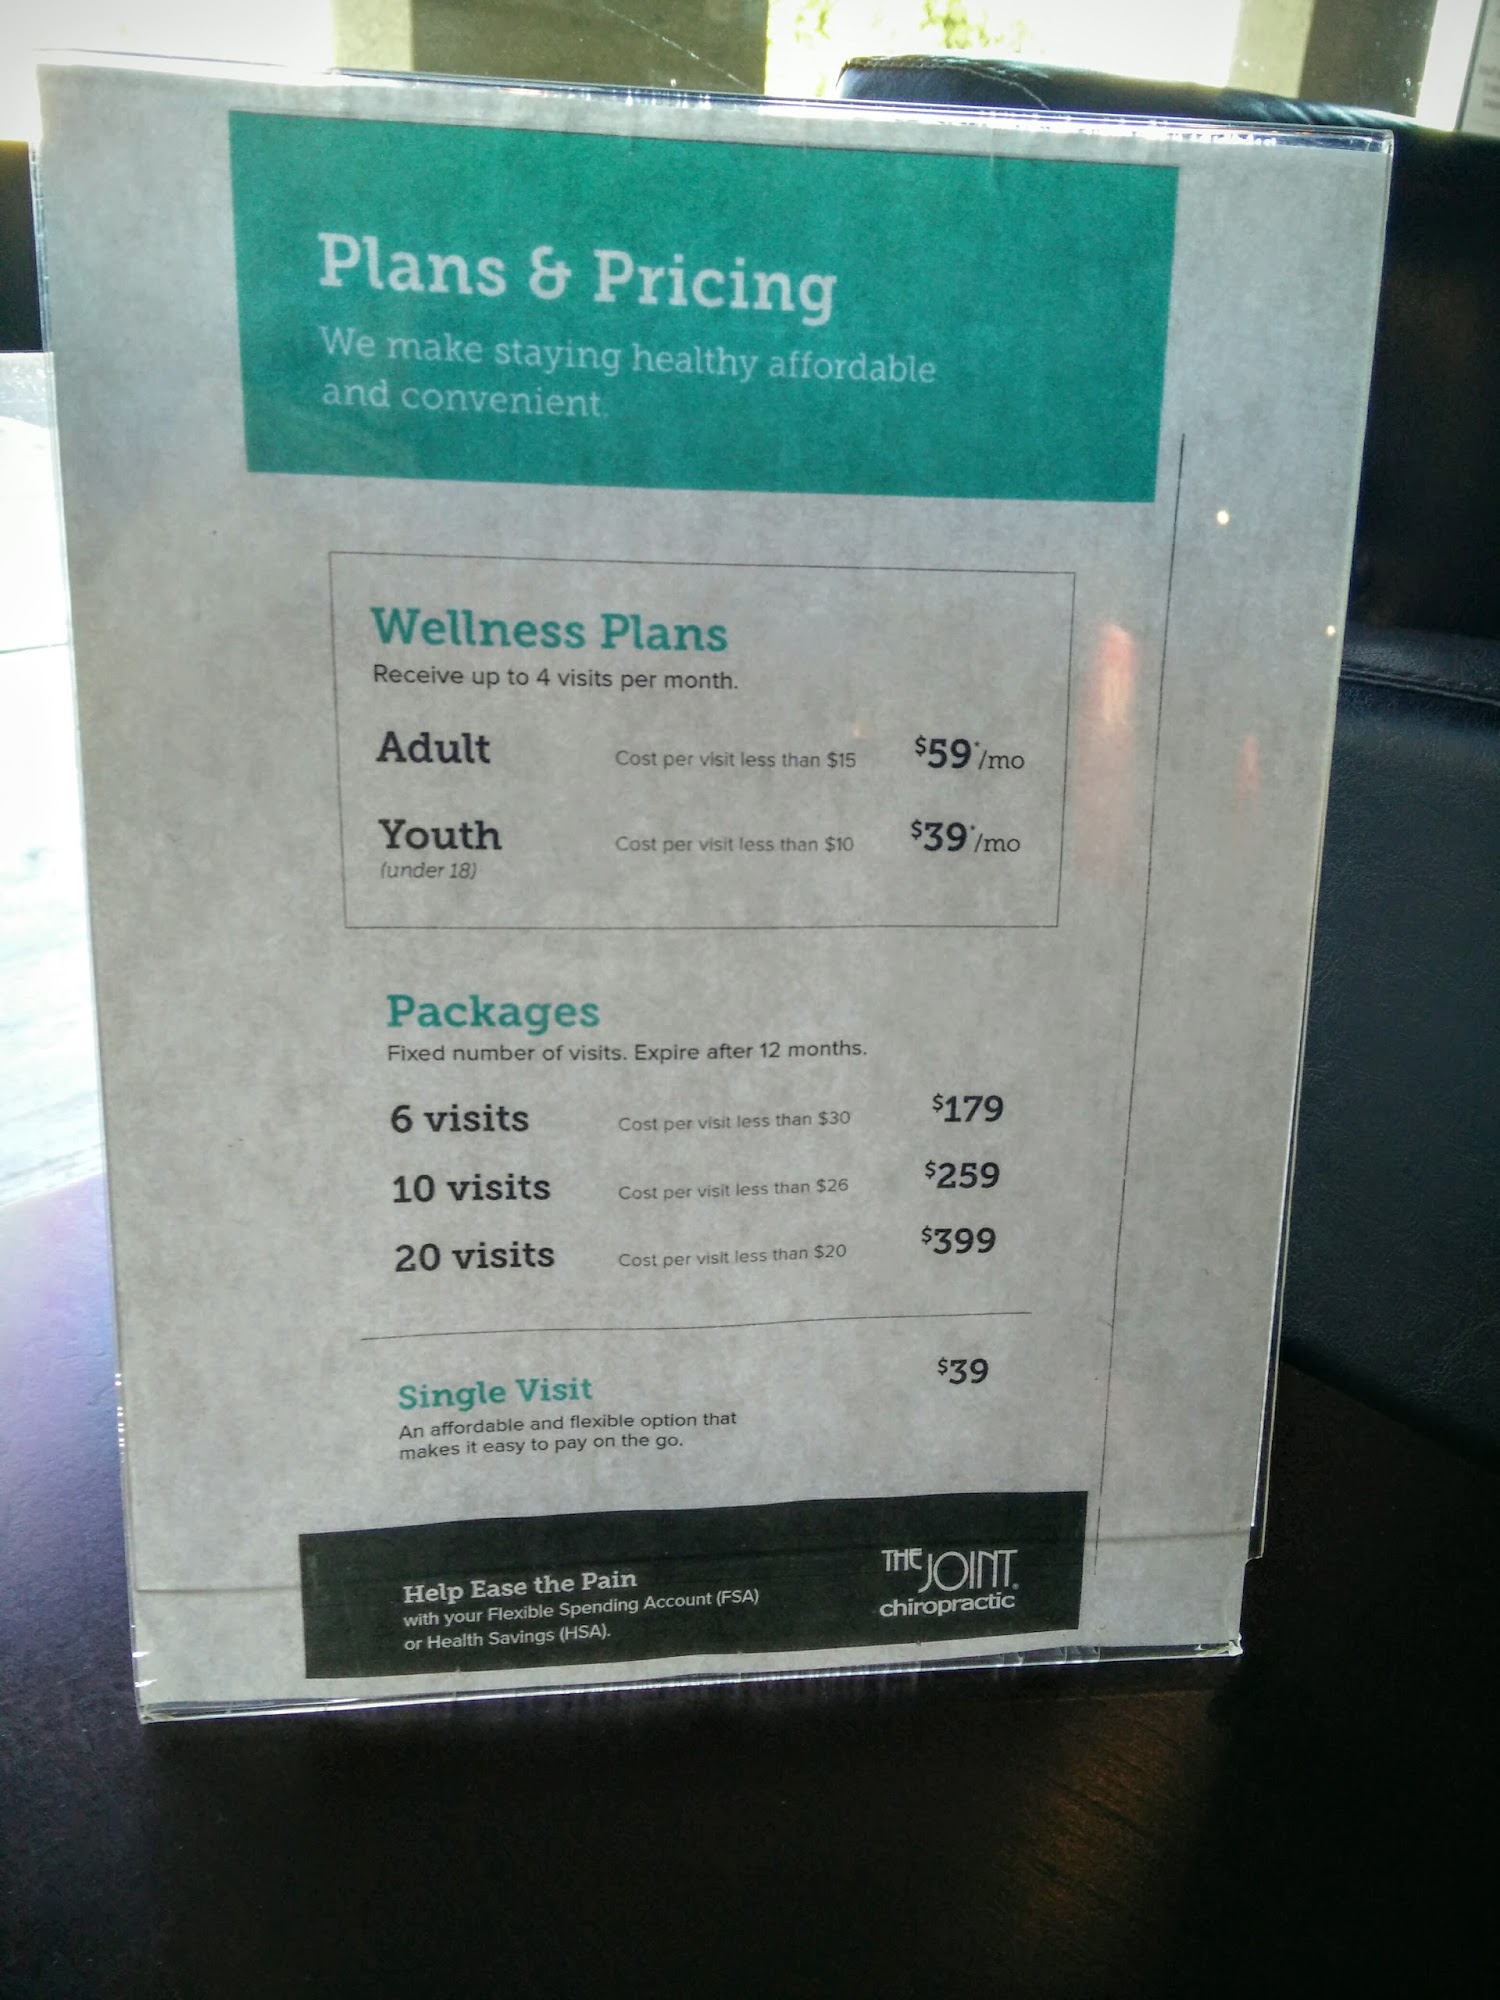 Plans & Pricing
We make staying healthy affordable
and convenient.
Wellness Plans
Receive up to 4 visits per month.
Adult Cost per visit less than $15 $59*/mo
Youth Cost per visit less than $10 $39*/mo
(under 18)
Packages
Fixed number of visits. Expire after 12 months.
6 visits Cost per visit less than $30 $179
10 visits Cost per visit less than $26 $259
20 visits Cost per visit less than $20 $399
Single Visit $39
An affordable and flexible option that
makes it easy to pay on the go.
Help Ease the Pain
with your Flexible Spending Account (FSA)
or Health Savings (HSA).
THE JOINT®
chiropractic